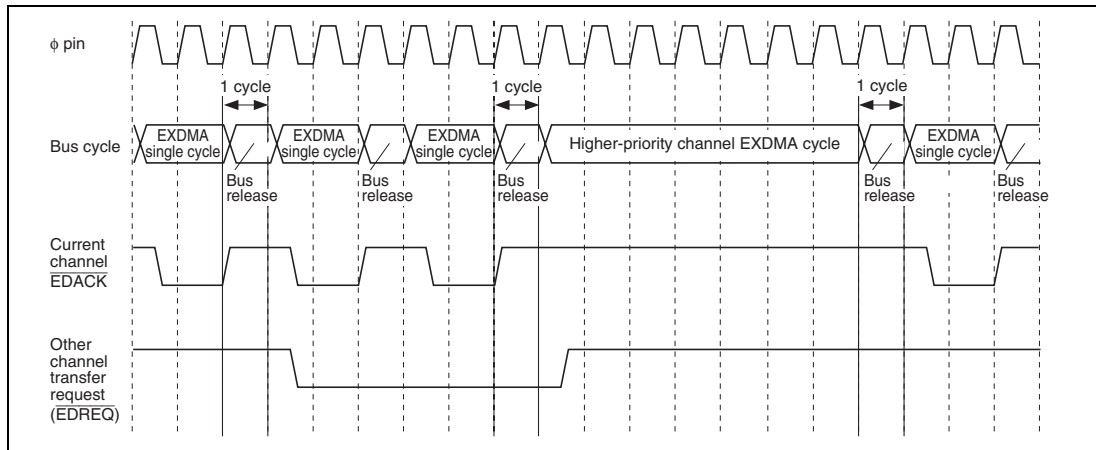 ϕ pin
1 cycle
1 cycle
1 cycle
Bus cycle
EXDMA
single cycle
EXDMA
single cycle
EXDMA
single cycle
Higher-priority channel EXDMA cycle
EXDMA
single cycle
Bus
release
Bus
release
Bus
release
Bus
release
Bus
release
Current
channel
EDACK
Other
channel
transfer
request
(EDREQ)